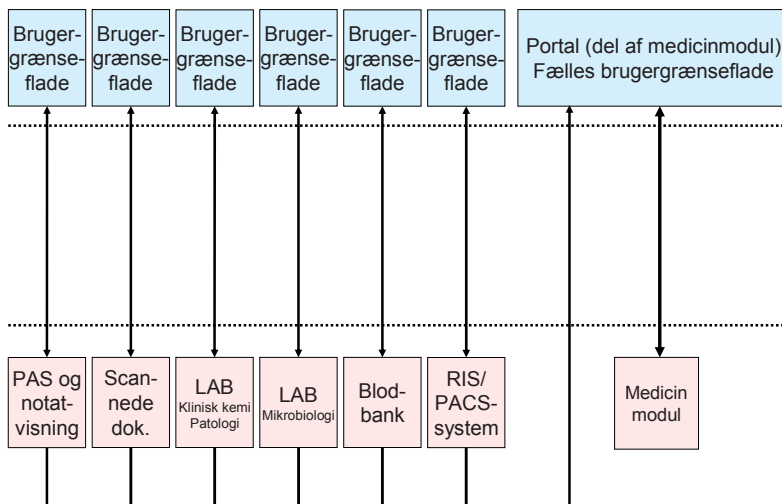 Bruger-
grænse-
flade
Bruger-
grænse-
flade
Bruger-
grænse-
flade
Bruger-
grænse-
flade
Bruger-
grænse-
flade
Bruger-
grænse-
flade
Portal (del af medicinmodul)
Fælles brugergrænseflade
PAS og
notat-
visning
Scan-
nede
dok.
LAB
Klinisk kemi
Patologi
LAB
Mikrobiologi
Blod-
bank
RIS/
PACS-
system
Medicin
modul